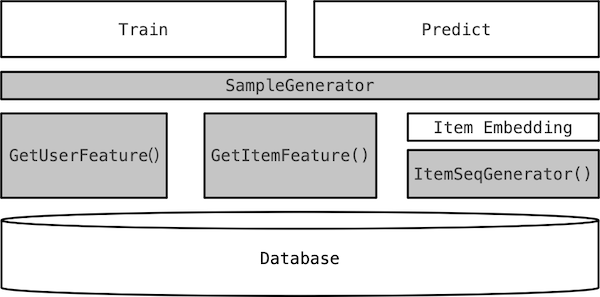 Train
Predict
SampleGenerator
GetUserFeature()
GetItemFeature()
Item Embedding
ItemSeqGenerator()
Database